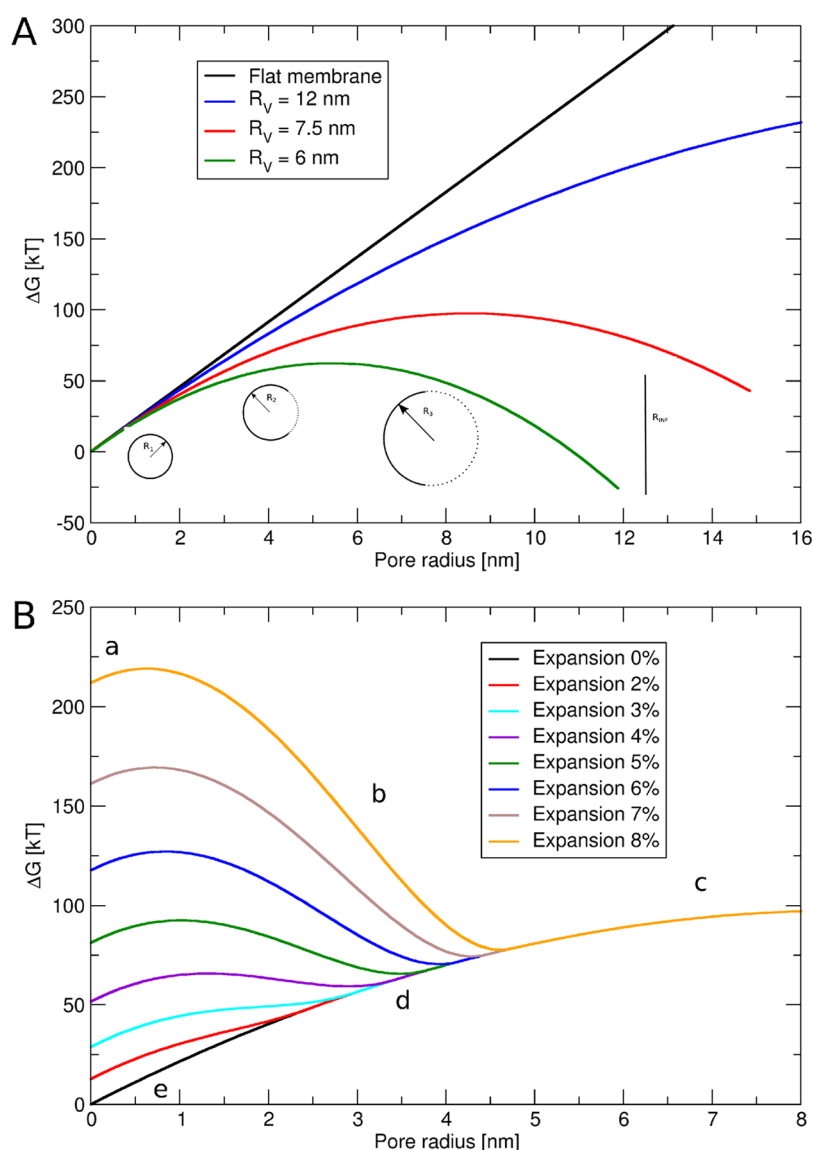 A
300
250
200
150
100
50
0
-50
ΔG [kT]
Flat membrane
R_V = 12 nm
R_V = 7.5 nm
R_V = 6 nm
R_1
R_2
R_3
R_INF
0 2 4 6 8 10 12 14 16
Pore radius [nm]
B
250
200
150
100
50
0
ΔG [kT]
a
b
c
d
e
Expansion 0%
Expansion 2%
Expansion 3%
Expansion 4%
Expansion 5%
Expansion 6%
Expansion 7%
Expansion 8%
0 1 2 3 4 5 6 7 8
Pore radius [nm]